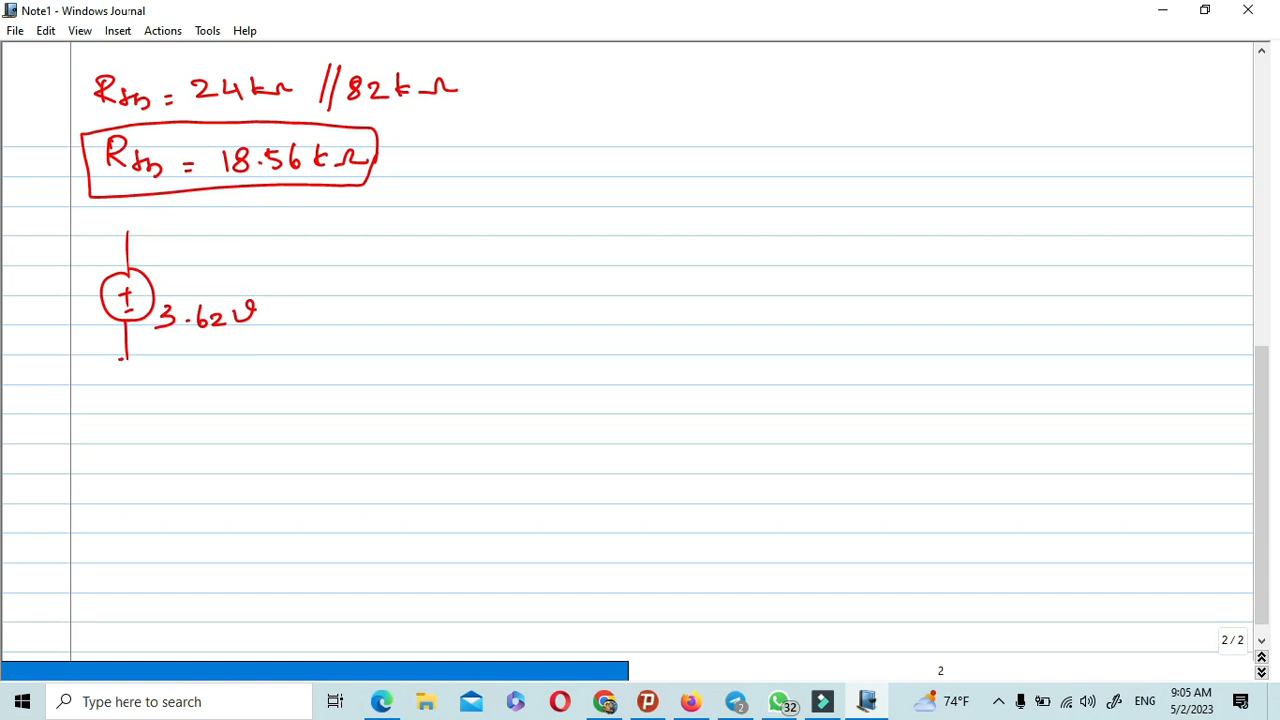 Note1 - Windows Journal
File Edit View Insert Actions Tools Help
Rth = 24kΩ // 82kΩ
Rth = 18.56kΩ
+
-
3.62v
2 / 2
2
Type here to search
2
32
74°F
ENG
9:05 AM
5/2/2023